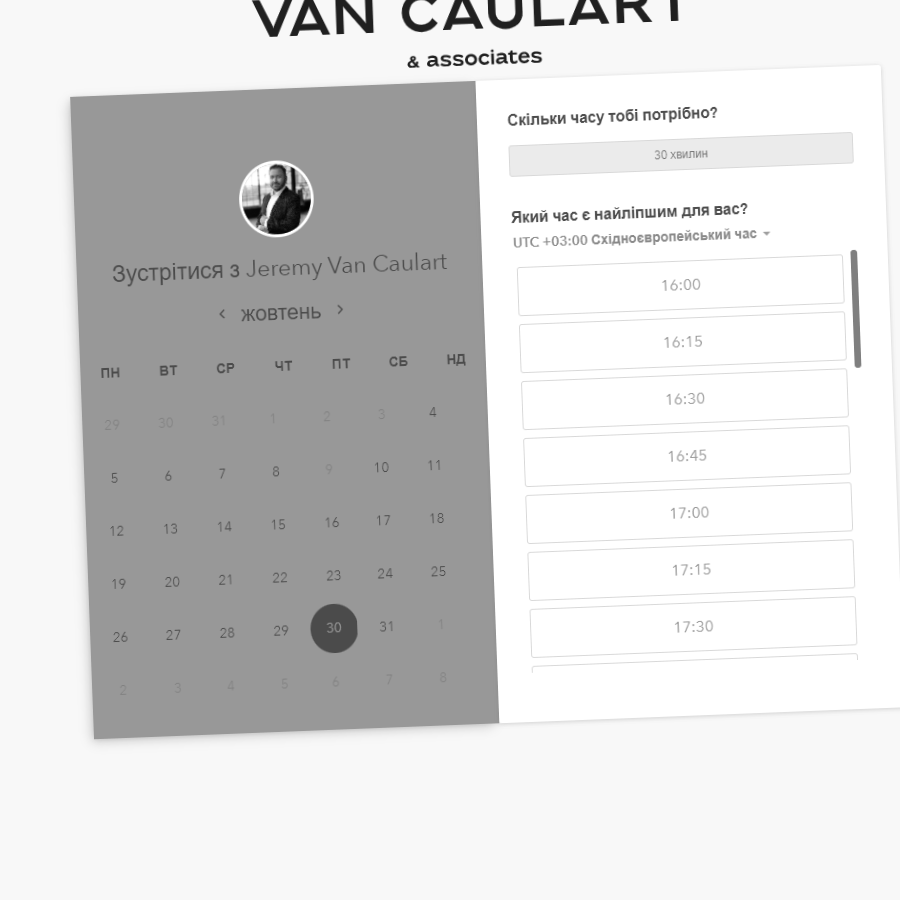 VAN CAULART
& associates
Зустрітися з Jeremy Van Caulart
жовтень
ПН ВТ СР ЧТ ПТ СБ НД
29 30 31 1 2 3 4
5 6 7 8 9 10 11
12 13 14 15 16 17 18
19 20 21 22 23 24 25
26 27 28 29 30 31 1
2 3 4 5 6 7 8
Скільки часу тобі потрібно?
30 хвилин
Який час є найліпшим для вас?
UTC +03:00 Східноєвропейський час
16:00
16:15
16:30
16:45
17:00
17:15
17:30